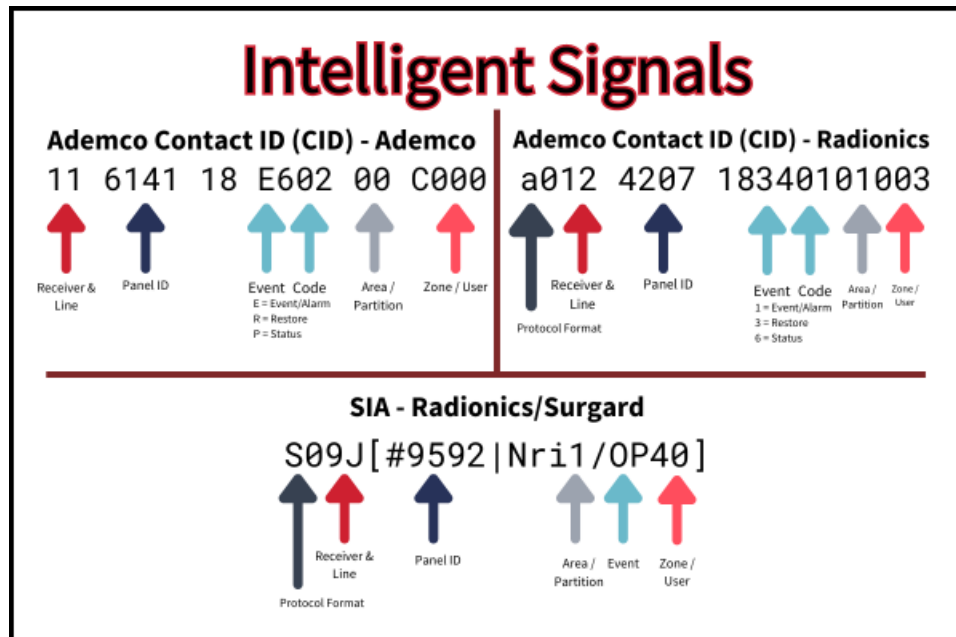 Intelligent Signals
Ademco Contact ID (CID) - Ademco
11 6141 18 E602 00 C000
Receiver & Line
Panel ID
Event Code
E = Event/Alarm
R = Restore
P = Status
Area / Partition
Zone / User
Ademco Contact ID (CID) - Radionics
a012 4207 18340101003
Protocol Format
Receiver & Line
Panel ID
Event Code
1 = Event/Alarm
3 = Restore
6 = Status
Area / Partition
Zone / User
SIA - Radionics/Surgard
S09J[#9592|Nri1/OP40]
Protocol Format
Receiver & Line
Panel ID
Area / Partition
Event
Zone / User